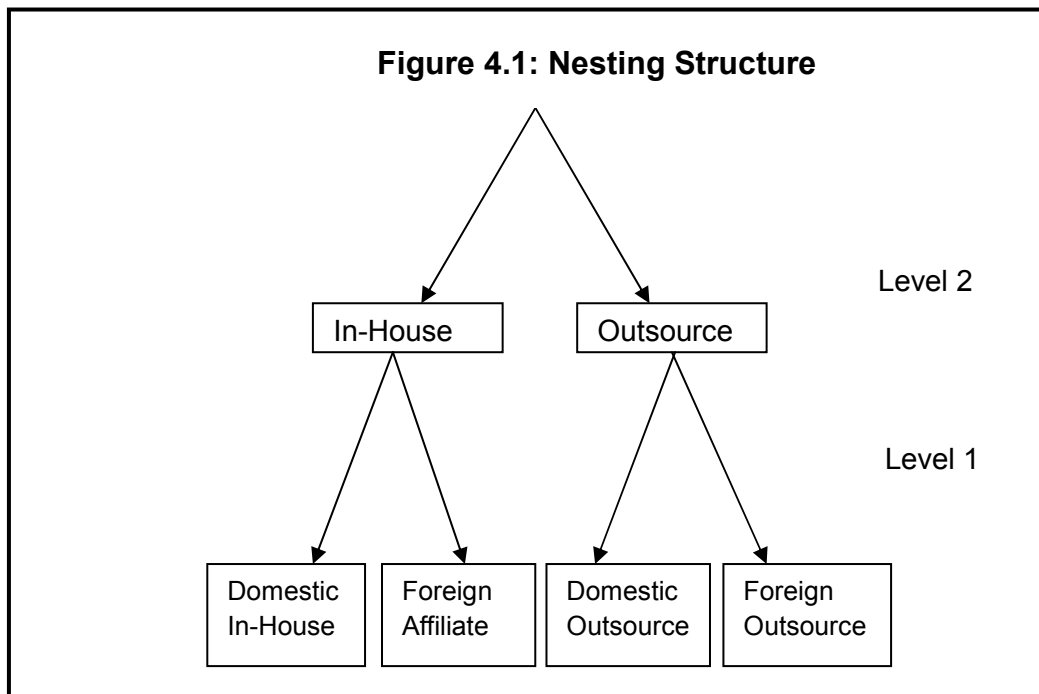 Figure 4.1: Nesting Structure
Level 2
In-House
Outsource
Level 1
Domestic
In-House
Foreign
Affiliate
Domestic
Outsource
Foreign
Outsource